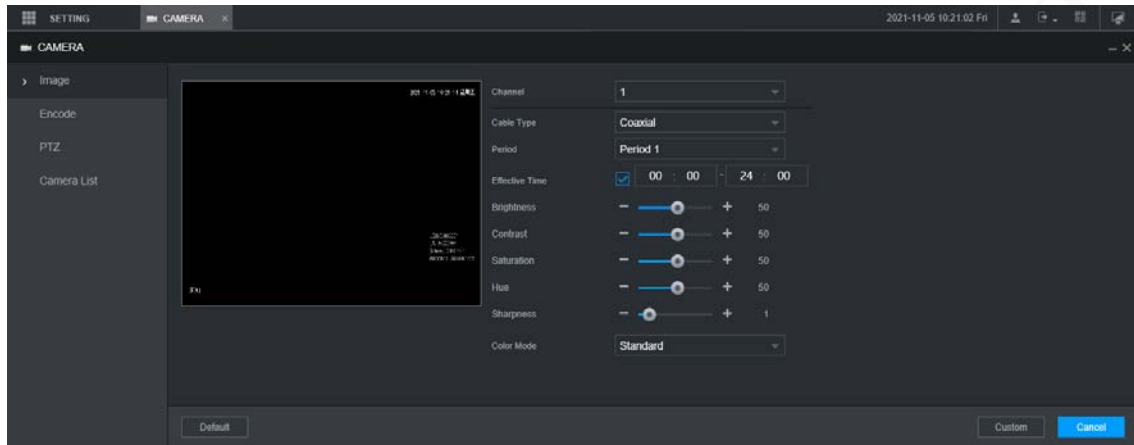 SETTING
CAMERA ×
2021-11-05 10:21:02 Fri
CAMERA
Image
Encode
PTZ
Camera List
Channel 1
Cable Type Coaxial
Period Period 1
Effective Time 00 : 00 - 24 : 00
Brightness − + 50
Contrast − + 50
Saturation − + 50
Hue − + 50
Sharpness − + 1
Color Mode Standard
Default
Custom
Cancel